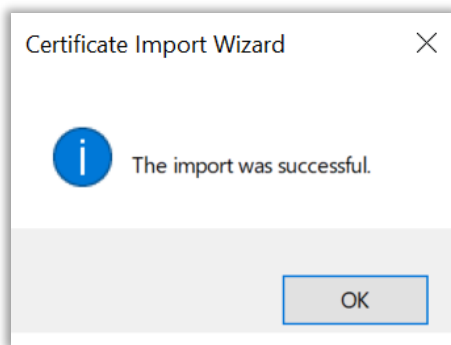 Certificate Import Wizard
The import was successful.
OK